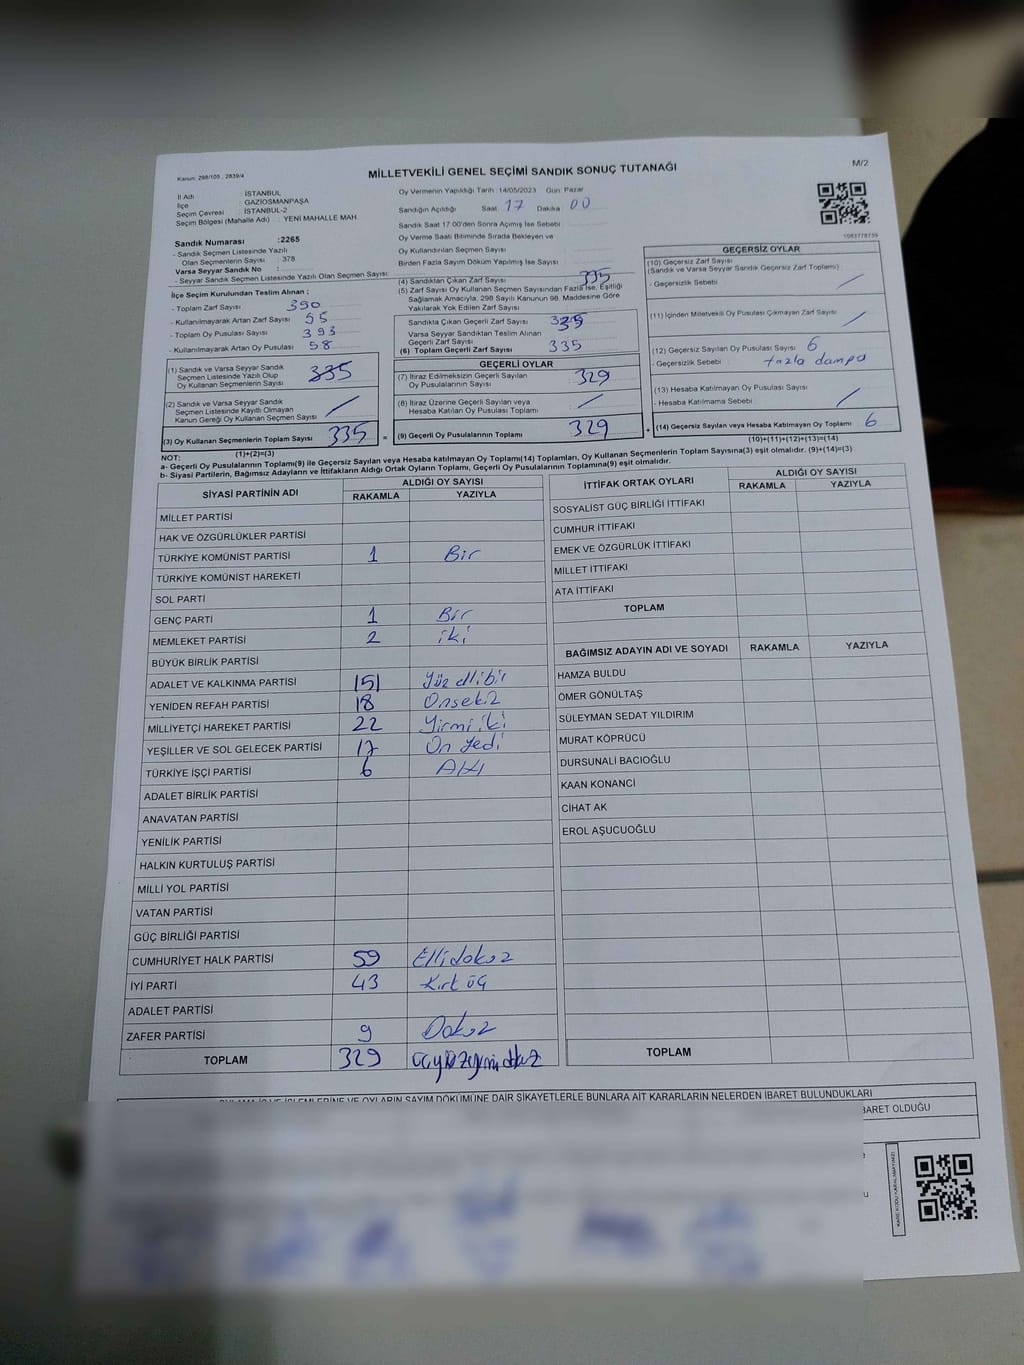 Kanun: 298/105 , 2839/4
MİLLETVEKİLİ GENEL SEÇİMİ SANDIK SONUÇ TUTANAĞI
M/2
İl Adı : İSTANBUL
İlçe : GAZİOSMANPAŞA
Seçim Çevresi : İSTANBUL-2
Seçim Bölgesi (Mahalle Adı) : YENİ MAHALLE MAH.
Sandık Numarası :2265
- Sandık Seçmen Listesinde Yazılı
Olan Seçmenlerin Sayısı : 378
Varsa Seyyar Sandık No :
- Seyyar Sandık Seçmen Listesinde Yazılı Olan Seçmen Sayısı:
İlçe Seçim Kurulundan Teslim Alınan ;
- Toplam Zarf Sayısı : 390
- Kullanılmayarak Artan Zarf Sayısı : 55
- Toplam Oy Pusulası Sayısı : 393
- Kullanılmayarak Artan Oy Pusulası : 58
(1) Sandık ve Varsa Seyyar Sandık
Seçmen Listesinde Yazılı Olup
Oy Kullanan Seçmenlerin Sayısı 335
(2) Sandık ve Varsa Seyyar Sandık
Seçmen Listesinde Kayıtlı Olmayan
Kanun Gereği Oy Kullanan Seçmen Sayısı /
(3) Oy Kullanan Seçmenlerin Toplam Sayısı 335 =
(1)+(2)=(3)
Oy Vermenin Yapıldığı Tarih :14/05/2023 Gün: Pazar
Sandığın Açıldığı Saat 17 Dakika 00
Sandık Saat 17.00'den Sonra Açımış İse Sebebi :
Oy Verme Saati Bitiminde Sırada Bekleyen ve
Oy Kullandırılan Seçmen Sayısı :
Birden Fazla Sayım Döküm Yapılmış İse Sayısı :
(4) Sandıktan Çıkan Zarf Sayısı 335
(5) Zarf Sayısı Oy Kullanan Seçmen Sayısından Fazla İse, Eşitliği
Sağlamak Amacıyla, 298 Sayılı Kanunun 98. Maddesine Göre
Yakılarak Yok Edilen Zarf Sayısı
Sandıkta Çıkan Geçerli Zarf Sayısı 335
Varsa Seyyar Sandıktan Teslim Alınan
Geçerli Zarf Sayısı
(6) Toplam Geçerli Zarf Sayısı 335
GEÇERLİ OYLAR
(7) İtiraz Edilmeksizin Geçerli Sayılan
Oy Pusulalarının Sayısı 329
(8) İtiraz Üzerine Geçerli Sayılan veya
Hesaba Katılan Oy Pusulası Toplamı /
(9) Geçerli Oy Pusulalarının Toplamı 329 +
1083778739
GEÇERSİZ OYLAR
(10) Geçersiz Zarf Sayısı
(Sandık ve Varsa Seyyar Sandık Geçersiz Zarf Toplamı)
- Geçersizlik Sebebi /
(11) İçinden Milletvekili Oy Pusulası Çıkmayan Zarf Sayısı /
(12) Geçersiz Sayılan Oy Pusulası Sayısı 6
- Geçersizlik Sebebi : fazla dampa
(13) Hesaba Katılmayan Oy Pusulası Sayısı
- Hesaba Katılmama Sebebi /
(14) Geçersiz Sayılan veya Hesaba Katılmayan Oy Toplamı 6
(10)+(11)+(12)+(13)=(14)
NOT:
a- Geçerli Oy Pusulalarının Toplamı(9) ile Geçersiz Sayılan veya Hesaba katılmayan Oy Toplamı(14) Toplamları, Oy Kullanan Seçmenlerin Toplam Sayısına(3) eşit olmalıdır. (9)+(14)=(3)
b- Siyasi Partilerin, Bağımsız Adayların ve İttifakların Aldığı Ortak Oyların Toplamı, Geçerli Oy Pusulalarının Toplamına(9) eşit olmalıdır.
SİYASİ PARTİNİN ADI
ALDIĞI OY SAYISI
RAKAMLA YAZIYLA
MİLLET PARTİSİ
HAK VE ÖZGÜRLÜKLER PARTİSİ
TÜRKİYE KOMÜNİST PARTİSİ 1 Bir
TÜRKİYE KOMÜNİST HAREKETİ
SOL PARTİ
GENÇ PARTİ 1 Bir
MEMLEKET PARTİSİ 2 iki
BÜYÜK BİRLİK PARTİSİ
ADALET VE KALKINMA PARTİSİ 151 Yüz ellibir
YENİDEN REFAH PARTİSİ 18 Onsekiz
MİLLİYETÇİ HAREKET PARTİSİ 22 Yirmi iki
YEŞİLLER VE SOL GELECEK PARTİSİ 17 On yedi
TÜRKİYE İŞÇİ PARTİSİ 6 Altı
ADALET BİRLİK PARTİSİ
ANAVATAN PARTİSİ
YENİLİK PARTİSİ
HALKIN KURTULUŞ PARTİSİ
MİLLİ YOL PARTİSİ
VATAN PARTİSİ
GÜÇ BİRLİĞİ PARTİSİ
CUMHURİYET HALK PARTİSİ 59 Ellidokuz
İYİ PARTİ 43 Kırk üç
ADALET PARTİSİ
ZAFER PARTİSİ 9 Dokuz
TOPLAM 329 üçyüzyirmidokuz
İTTİFAK ORTAK OYLARI
ALDIĞI OY SAYISI
RAKAMLA YAZIYLA
SOSYALİST GÜÇ BİRLİĞİ İTTİFAKI
CUMHUR İTTİFAKI
EMEK VE ÖZGÜRLÜK İTTİFAKI
MİLLET İTTİFAKI
ATA İTTİFAKI
TOPLAM
BAĞIMSIZ ADAYIN ADI VE SOYADI RAKAMLA YAZIYLA
HAMZA BULDU
ÖMER GÖNÜLTAŞ
SÜLEYMAN SEDAT YILDIRIM
MURAT KÖPRÜCÜ
DURSUNALİ BACIOĞLU
KAAN KONANCİ
CİHAT AK
EROL AŞUCUOĞLU
TOPLAM
OYLAMA İŞ VE İŞLEMLERİNE VE OYLARIN SAYIM DÖKÜMÜNE DAİR ŞİKAYETLERLE BUNLARA AİT KARARLARIN NELERDEN İBARET BULUNDUKLARI
BARET OLDUĞU